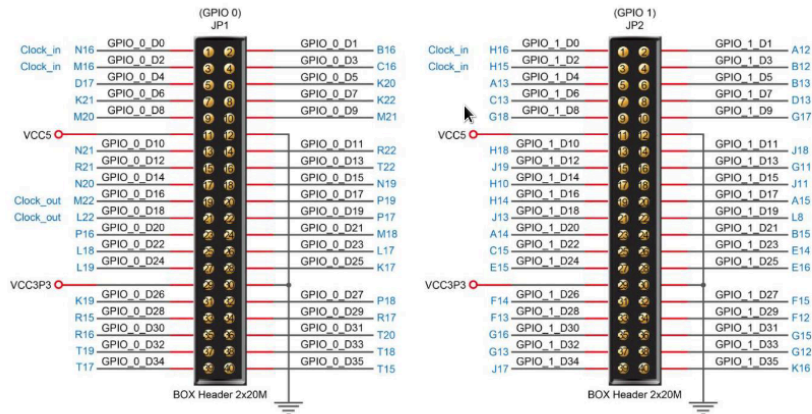 (GPIO 0)
JP1
Clock_in N16 GPIO_0_D0 1 2 GPIO_0_D1 B16
Clock_in M16 GPIO_0_D2 3 4 GPIO_0_D3 C16
D17 GPIO_0_D4 5 6 GPIO_0_D5 K20
K21 GPIO_0_D6 7 8 GPIO_0_D7 K22
M20 GPIO_0_D8 9 10 GPIO_0_D9 M21
VCC5 11 12
N21 GPIO_0_D10 13 14 GPIO_0_D11 R22
R21 GPIO_0_D12 15 16 GPIO_0_D13 T22
N20 GPIO_0_D14 17 18 GPIO_0_D15 N19
Clock_out M22 GPIO_0_D16 19 20 GPIO_0_D17 P19
Clock_out L22 GPIO_0_D18 21 22 GPIO_0_D19 P17
P16 GPIO_0_D20 23 24 GPIO_0_D21 M18
L18 GPIO_0_D22 25 26 GPIO_0_D23 L17
L19 GPIO_0_D24 27 28 GPIO_0_D25 K17
VCC3P3 29 30
K19 GPIO_0_D26 31 32 GPIO_0_D27 P18
R15 GPIO_0_D28 33 34 GPIO_0_D29 R17
R16 GPIO_0_D30 35 36 GPIO_0_D31 T20
T19 GPIO_0_D32 37 38 GPIO_0_D33 T18
T17 GPIO_0_D34 39 40 GPIO_0_D35 T15
BOX Header 2x20M
(GPIO 1)
JP2
Clock_in H16 GPIO_1_D0 1 2 GPIO_1_D1 A12
Clock_in H15 GPIO_1_D2 3 4 GPIO_1_D3 B12
A13 GPIO_1_D4 5 6 GPIO_1_D5 B13
C13 GPIO_1_D6 7 8 GPIO_1_D7 D13
G18 GPIO_1_D8 9 10 GPIO_1_D9 G17
VCC5 11 12
H18 GPIO_1_D10 13 14 GPIO_1_D11 J18
J19 GPIO_1_D12 15 16 GPIO_1_D13 G11
H10 GPIO_1_D14 17 18 GPIO_1_D15 J11
H14 GPIO_1_D16 19 20 GPIO_1_D17 A15
J13 GPIO_1_D18 21 22 GPIO_1_D19 L8
A14 GPIO_1_D20 23 24 GPIO_1_D21 B15
C15 GPIO_1_D22 25 26 GPIO_1_D23 E14
E15 GPIO_1_D24 27 28 GPIO_1_D25 E16
VCC3P3 29 30
F14 GPIO_1_D26 31 32 GPIO_1_D27 F15
F13 GPIO_1_D28 33 34 GPIO_1_D29 F12
G16 GPIO_1_D30 35 36 GPIO_1_D31 G15
G13 GPIO_1_D32 37 38 GPIO_1_D33 G12
J17 GPIO_1_D34 39 40 GPIO_1_D35 K16
BOX Header 2x20M